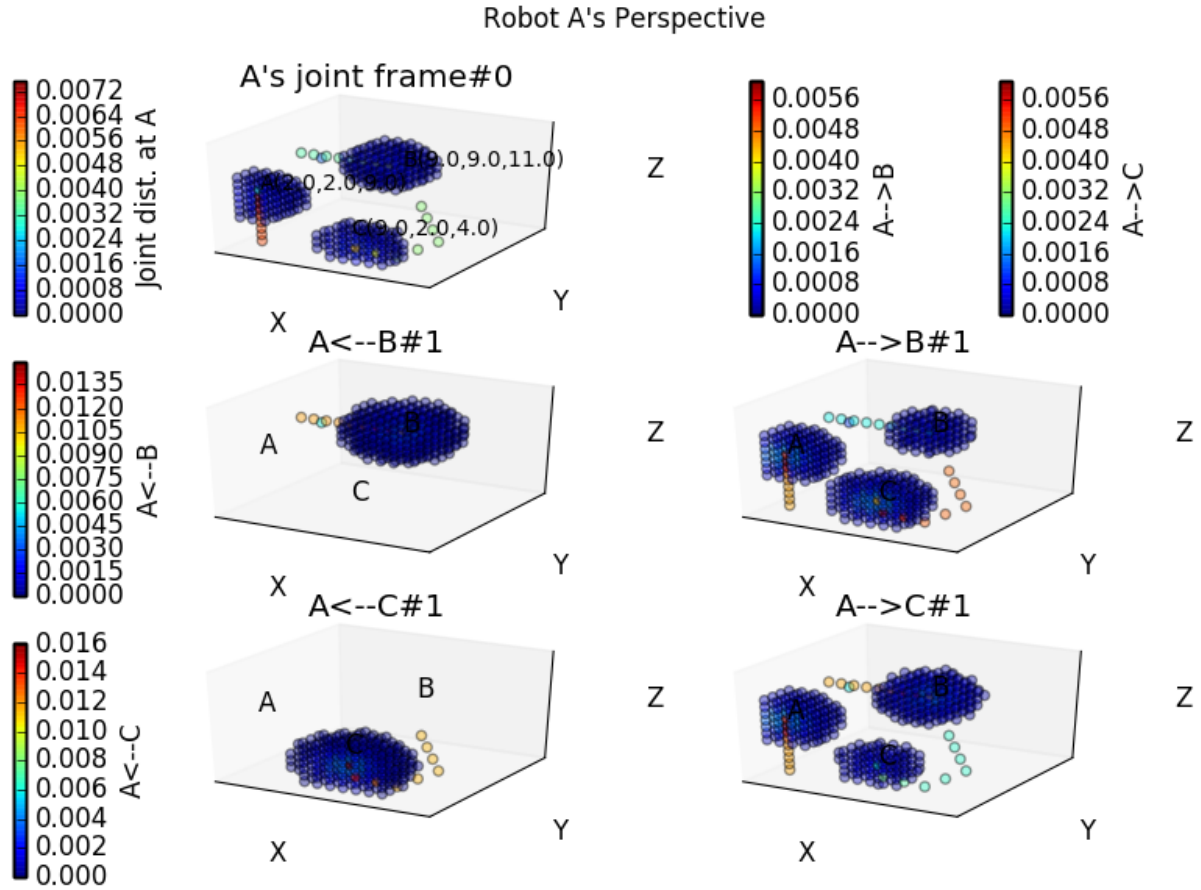 Robot A's Perspective
A's joint frame#0
0.0072
0.0064
0.0056
0.0048
0.0040
0.0032
0.0024
0.0016
0.0008
0.0000
Joint dist. at A
A(2.0,2.0,9.0)
B(9.0,9.0,11.0)
C(9.0,2.0,4.0)
X
Y
Z
0.0056
0.0048
0.0040
0.0032
0.0024
0.0016
0.0008
0.0000
A-->B
0.0056
0.0048
0.0040
0.0032
0.0024
0.0016
0.0008
0.0000
A-->C
A<--B#1
0.0135
0.0120
0.0105
0.0090
0.0075
0.0060
0.0045
0.0030
0.0015
0.0000
A<--B
A
B
C
X
Y
Z
A-->B#1
A
B
C
X
Y
Z
A<--C#1
0.016
0.014
0.012
0.010
0.008
0.006
0.004
0.002
0.000
A<--C
A
B
C
X
Y
Z
A-->C#1
A
B
C
X
Y
Z